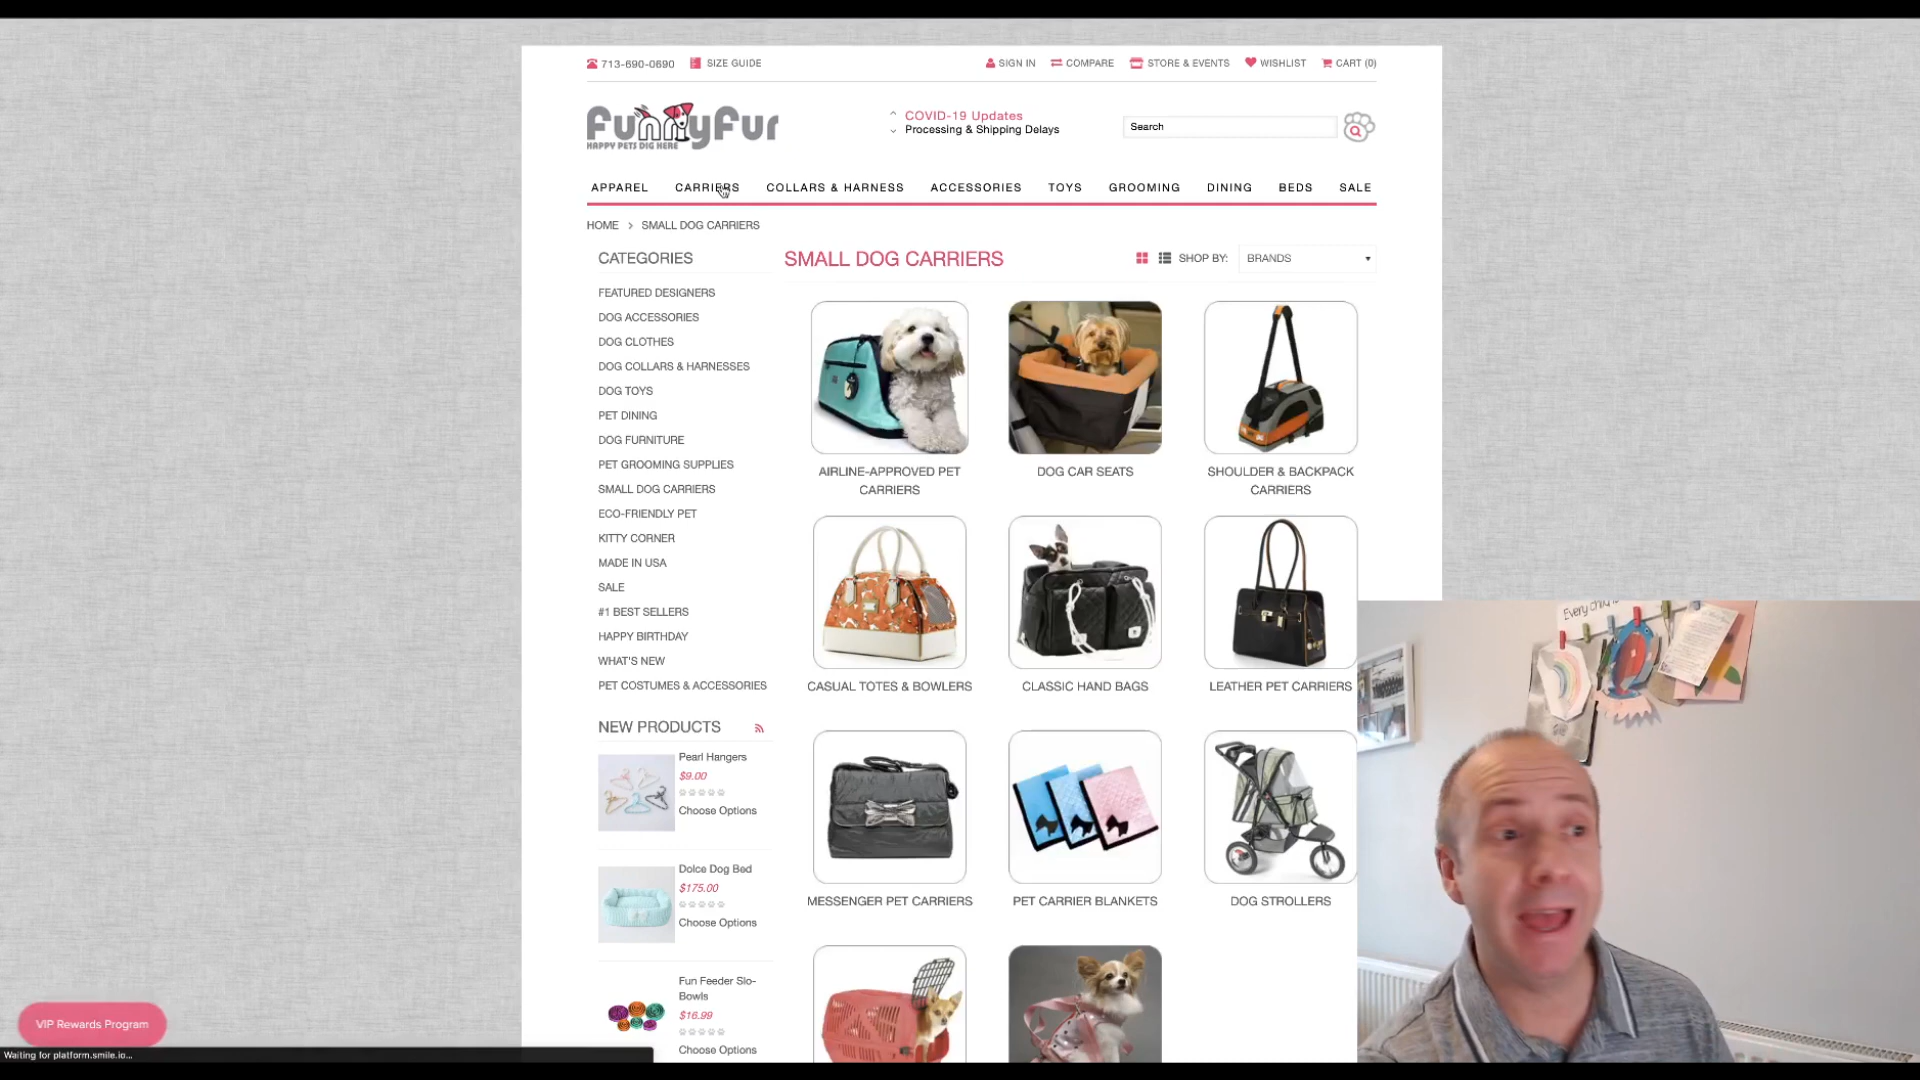 713-690-0690 SIZE GUIDE SIGN IN COMPARE STORE & EVENTS WISHLIST CART (0)
FunnyFur
HAPPY PETS DIG HERE
COVID-19 Updates
Processing & Shipping Delays
Search
APPAREL CARRIERS COLLARS & HARNESS ACCESSORIES TOYS GROOMING DINING BEDS SALE
HOME > SMALL DOG CARRIERS
CATEGORIES
FEATURED DESIGNERS
DOG ACCESSORIES
DOG CLOTHES
DOG COLLARS & HARNESSES
DOG TOYS
PET DINING
DOG FURNITURE
PET GROOMING SUPPLIES
SMALL DOG CARRIERS
ECO-FRIENDLY PET
KITTY CORNER
MADE IN USA
SALE
#1 BEST SELLERS
HAPPY BIRTHDAY
WHAT'S NEW
PET COSTUMES & ACCESSORIES
NEW PRODUCTS
Pearl Hangers
$9.00
Choose Options
Dolce Dog Bed
$175.00
Choose Options
Fun Feeder Slo-
Bowls
$16.99
Choose Options
SMALL DOG CARRIERS
SHOP BY: BRANDS
AIRLINE-APPROVED PET
CARRIERS
DOG CAR SEATS
SHOULDER & BACKPACK
CARRIERS
CASUAL TOTES & BOWLERS
CLASSIC HAND BAGS
LEATHER PET CARRIERS
MESSENGER PET CARRIERS
PET CARRIER BLANKETS
DOG STROLLERS
Every chil
VIP Rewards Program
Waiting for platform.smile.io...